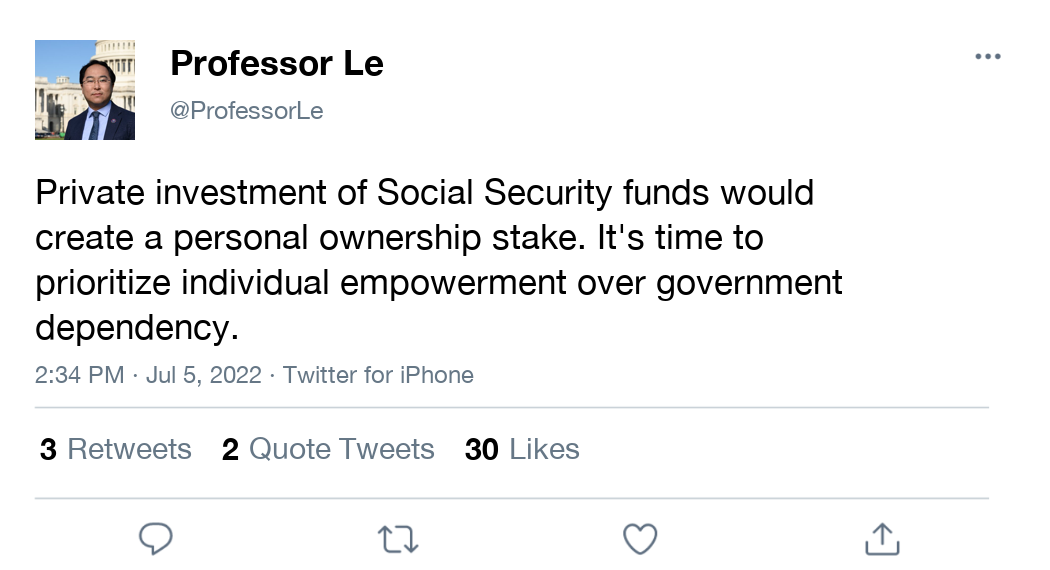 Professor Le
@ProfessorLe
Private investment of Social Security funds would
create a personal ownership stake. It's time to
prioritize individual empowerment over government
dependency.
2:34 PM · Jul 5, 2022 · Twitter for iPhone
3 Retweets 2 Quote Tweets 30 Likes